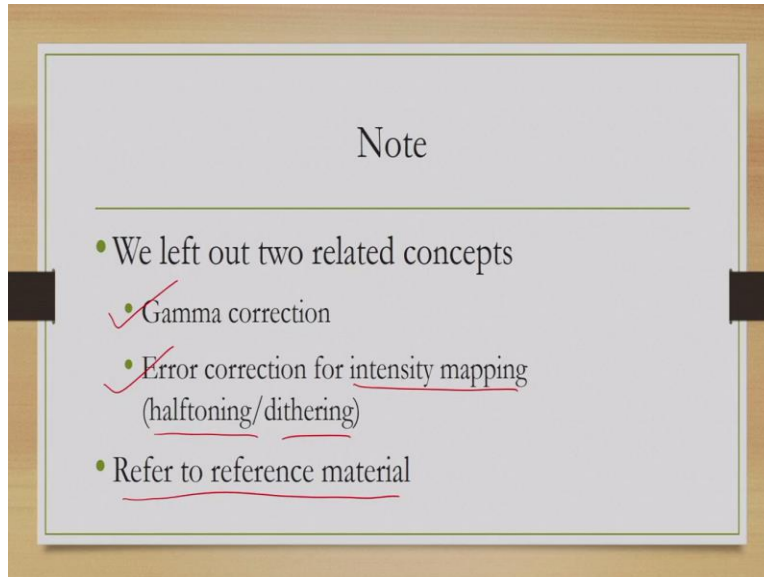 Note
• We left out two related concepts
• Gamma correction
• Error correction for intensity mapping
(halftoning/dithering)
• Refer to reference material